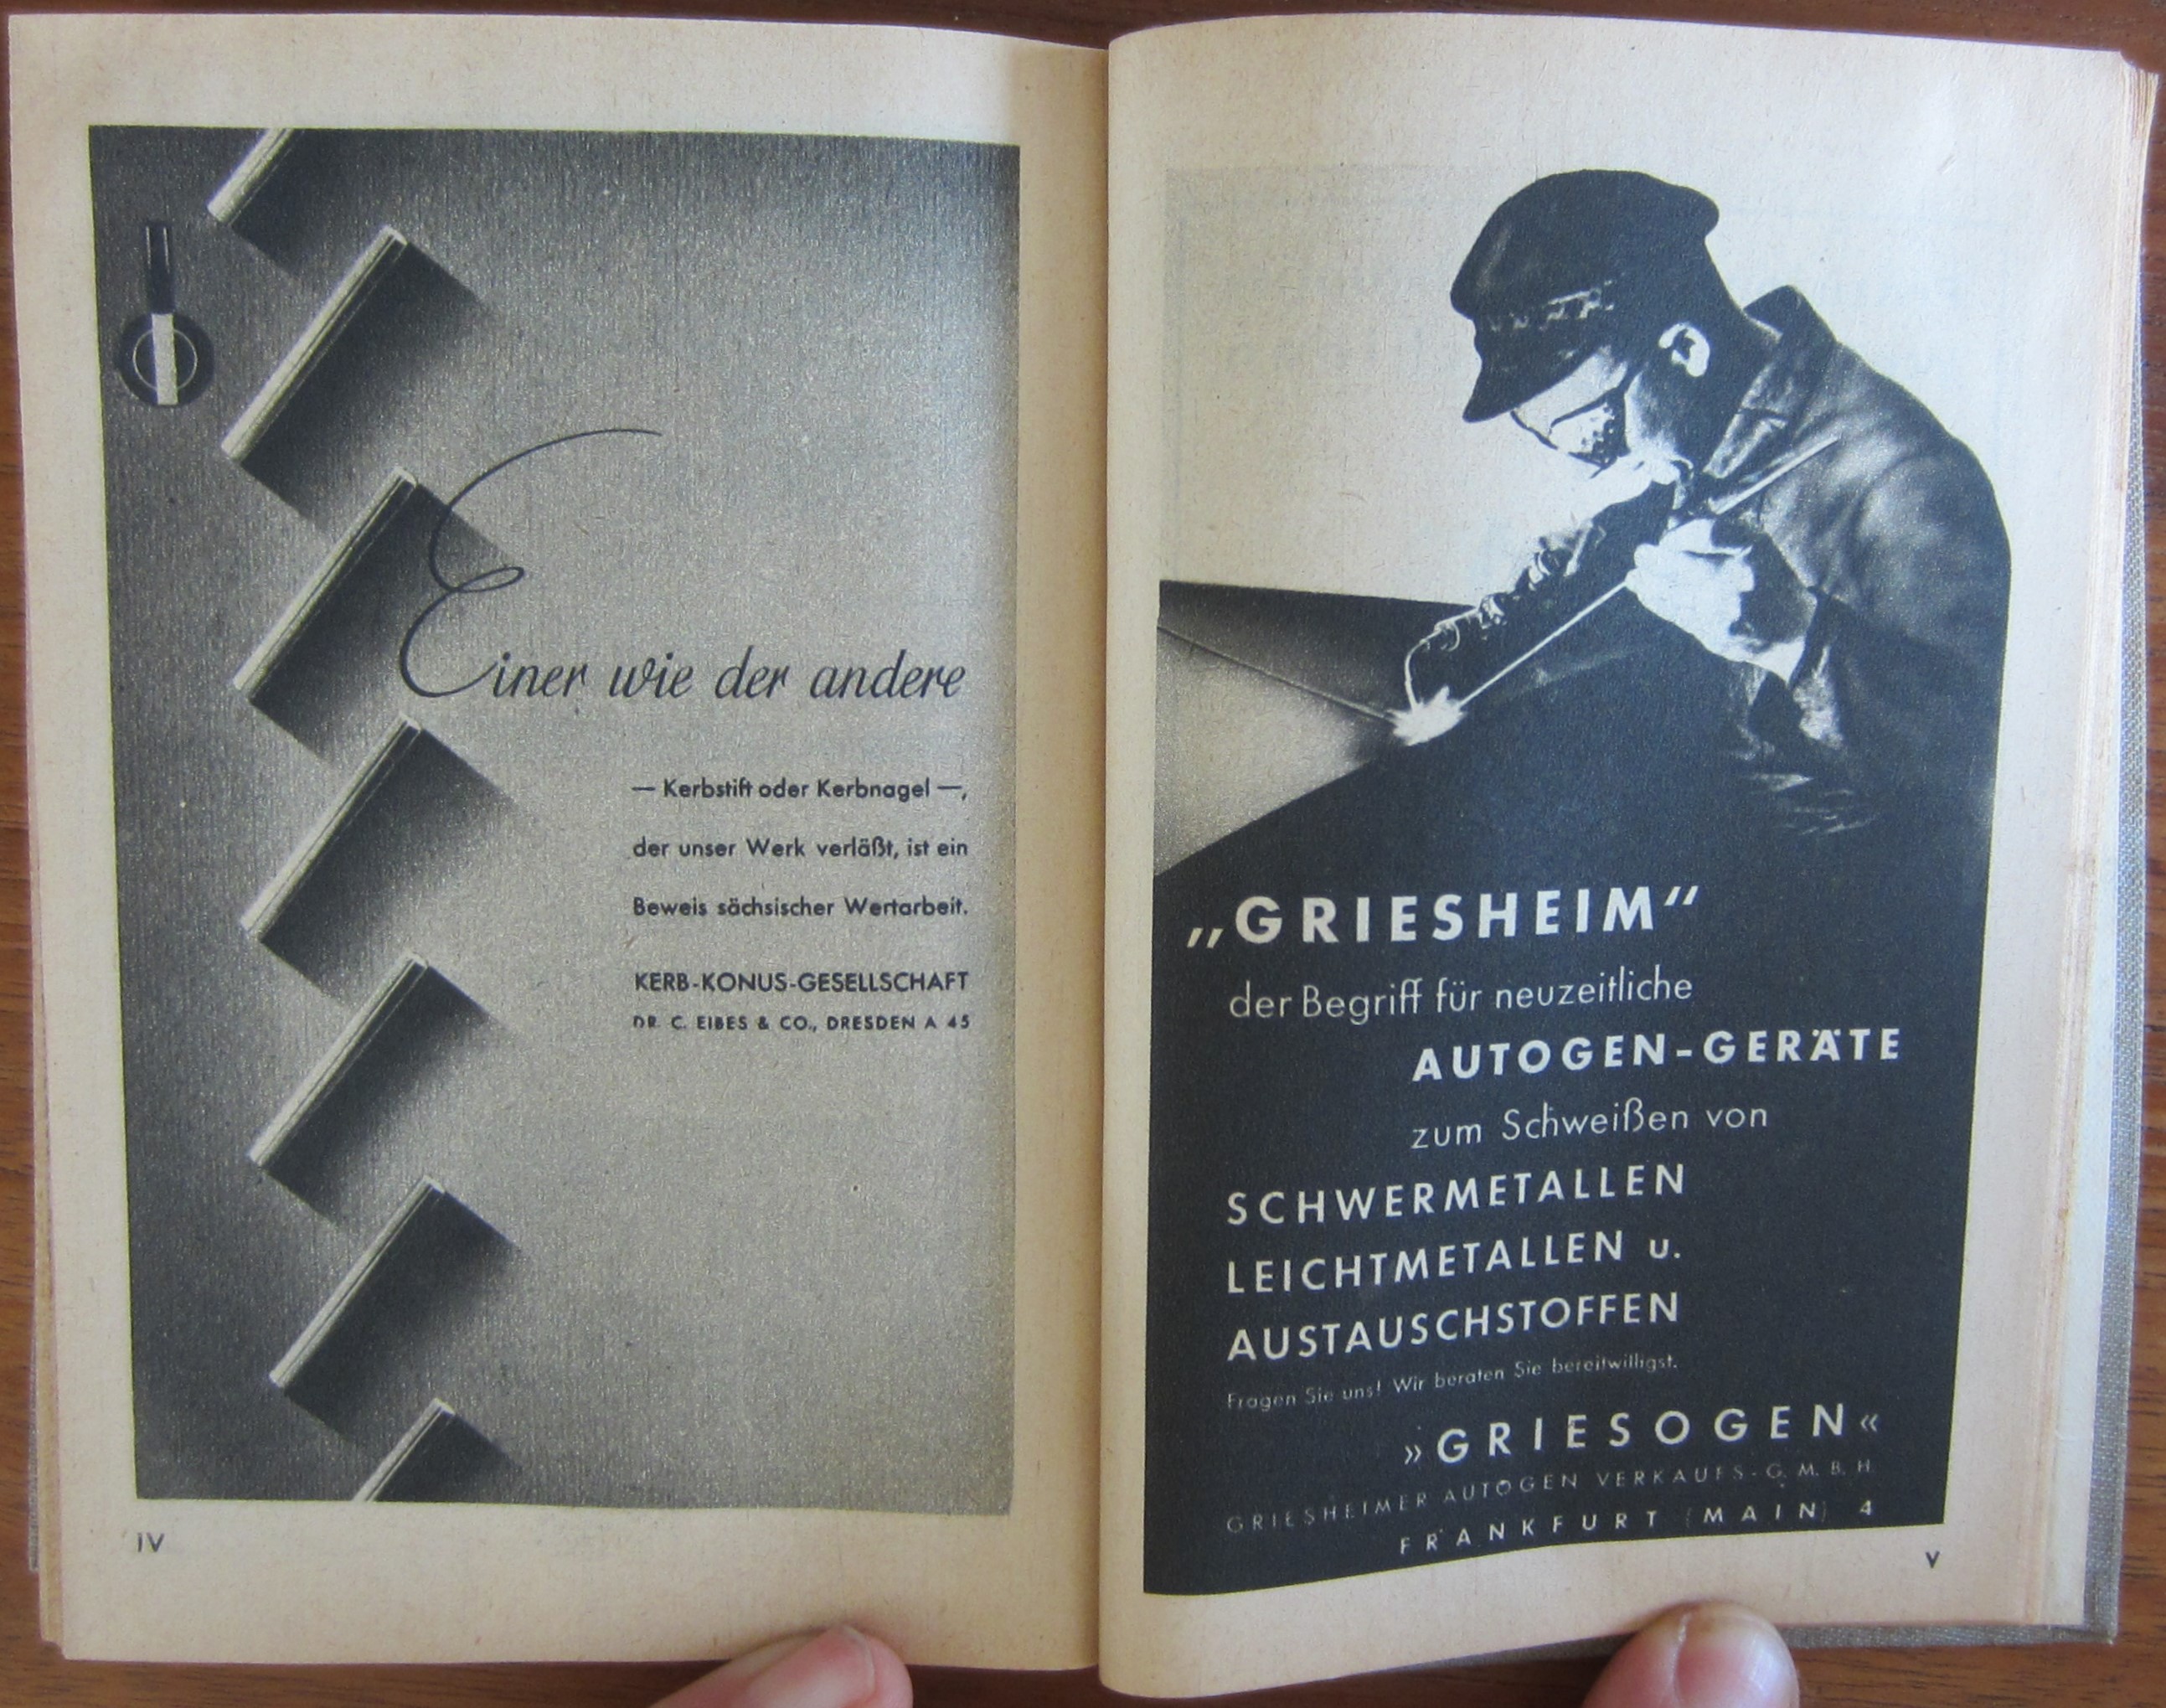 Einer wie der andere
— Kerbstift oder Kerbnagel —,
der unser Werk verläßt, ist ein
Beweis sächsischer Wertarbeit.
KERB-KONUS-GESELLSCHAFT
DR. C. EIBES & CO., DRESDEN A 45
IV
„GRIESHEIM“
der Begriff für neuzeitliche
AUTOGEN-GERÄTE
zum Schweißen von
SCHWERMETALLEN
LEICHTMETALLEN u.
AUSTAUSCHSTOFFEN
Fragen Sie uns! Wir beraten Sie bereitwilligst.
»GRIESOGEN«
GRIESHEIMER AUTOGEN VERKAUFS-G.M.B.H.
FRANKFURT (MAIN) 4
V